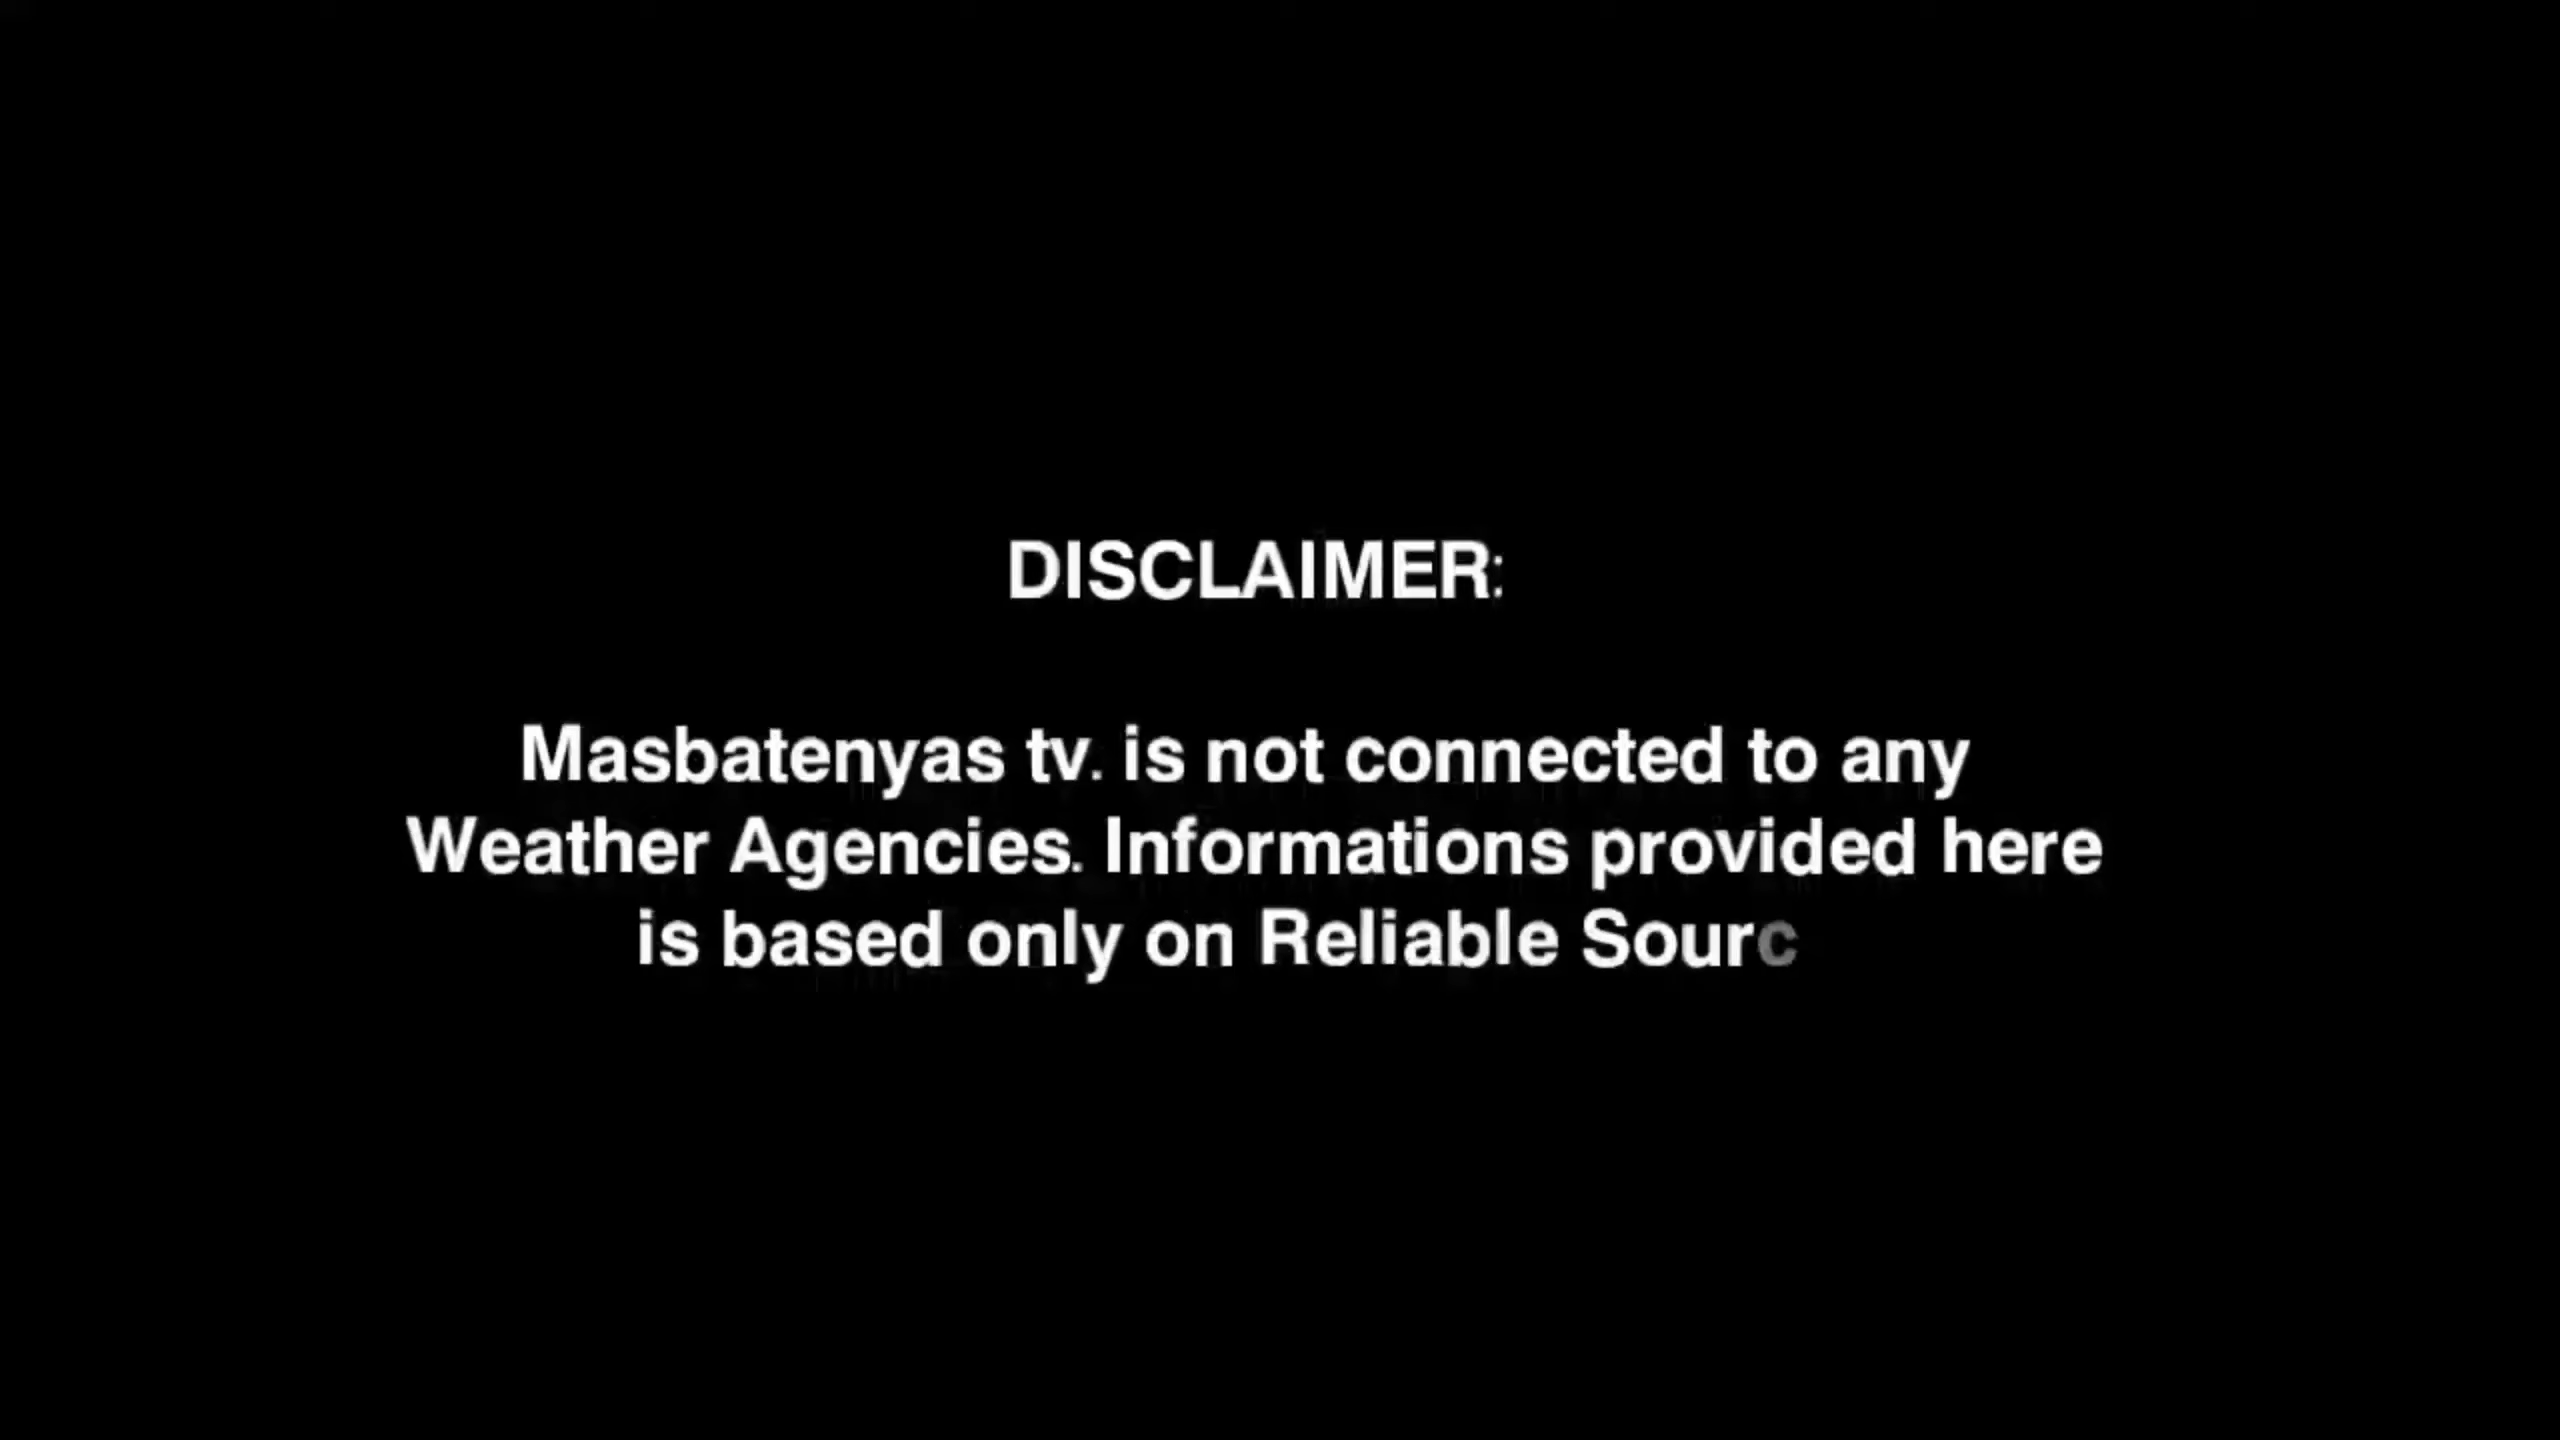 DISCLAIMER:
Masbatenyas tv. is not connected to any
Weather Agencies. Informations provided here
is based only on Reliable Sourc